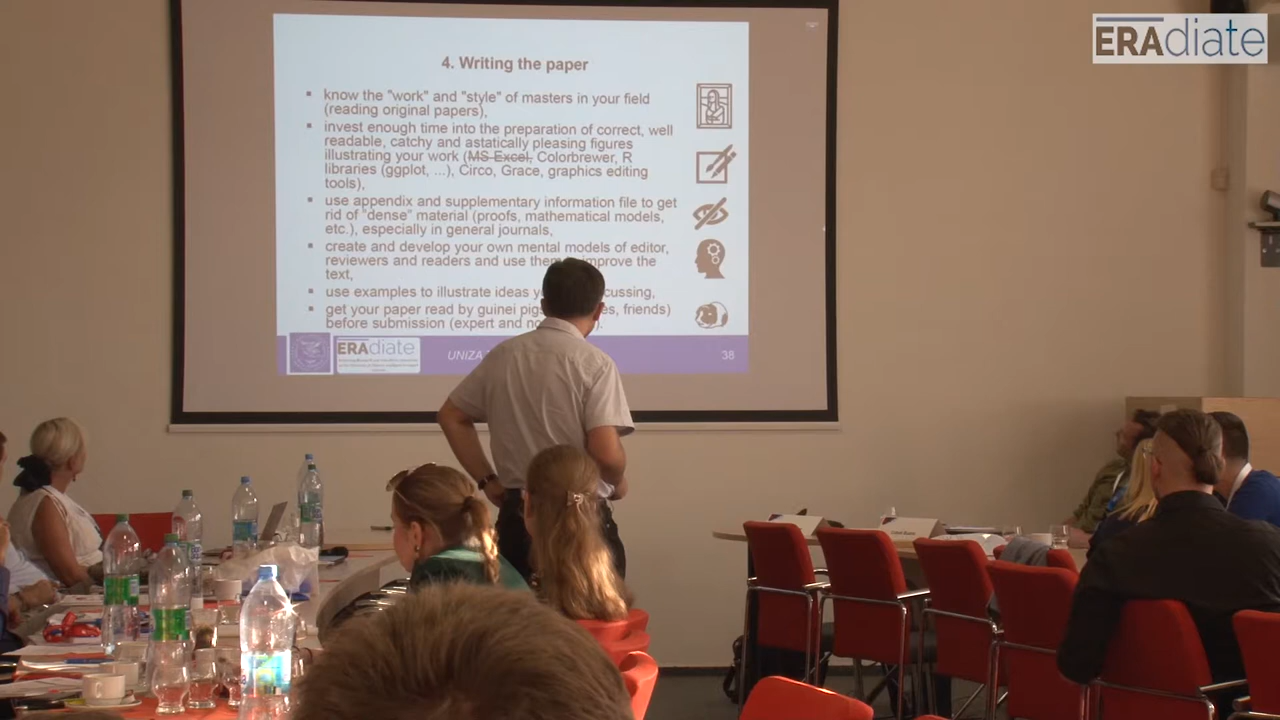 ERAdiate
4. Writing the paper
know the "work" and "style" of masters in your field
(reading original papers),
invest enough time into the preparation of correct, well
readable, catchy and astatically pleasing figures
illustrating your work (MS Excel, Colorbrewer, R
libraries (ggplot, ...), Circo, Grace, graphics editing
tools),
use appendix and supplementary information file to get
rid of "dense" material (proofs, mathematical models,
etc.), especially in general journals,
create and develop your own mental models of editor,
reviewers and readers and use improve the
text,
use examples to illustrate ideas
get your paper read by guinei pigs friends)
before submission (expert and
ERAdiate
UNIZA
38